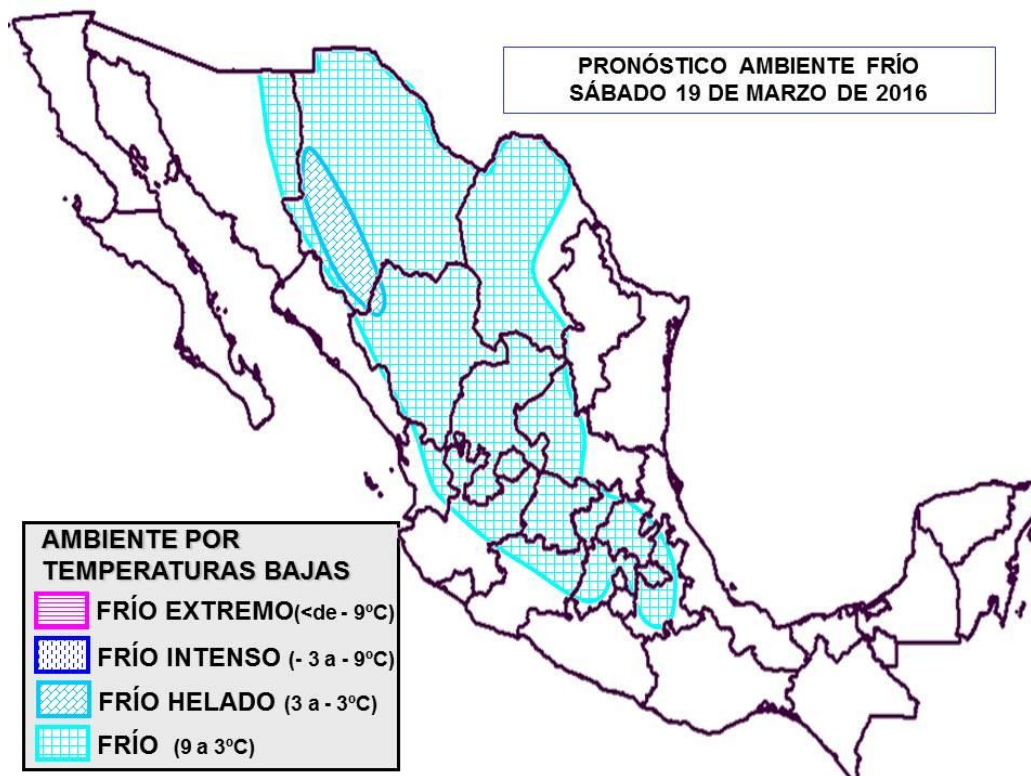 PRONÓSTICO AMBIENTE FRÍO
SÁBADO 19 DE MARZO DE 2016
AMBIENTE POR
TEMPERATURAS BAJAS
FRÍO EXTREMO(<de - 9ºC)
FRÍO INTENSO (- 3 a - 9ºC)
FRÍO HELADO (3 a - 3ºC)
FRÍO (9 a 3ºC)